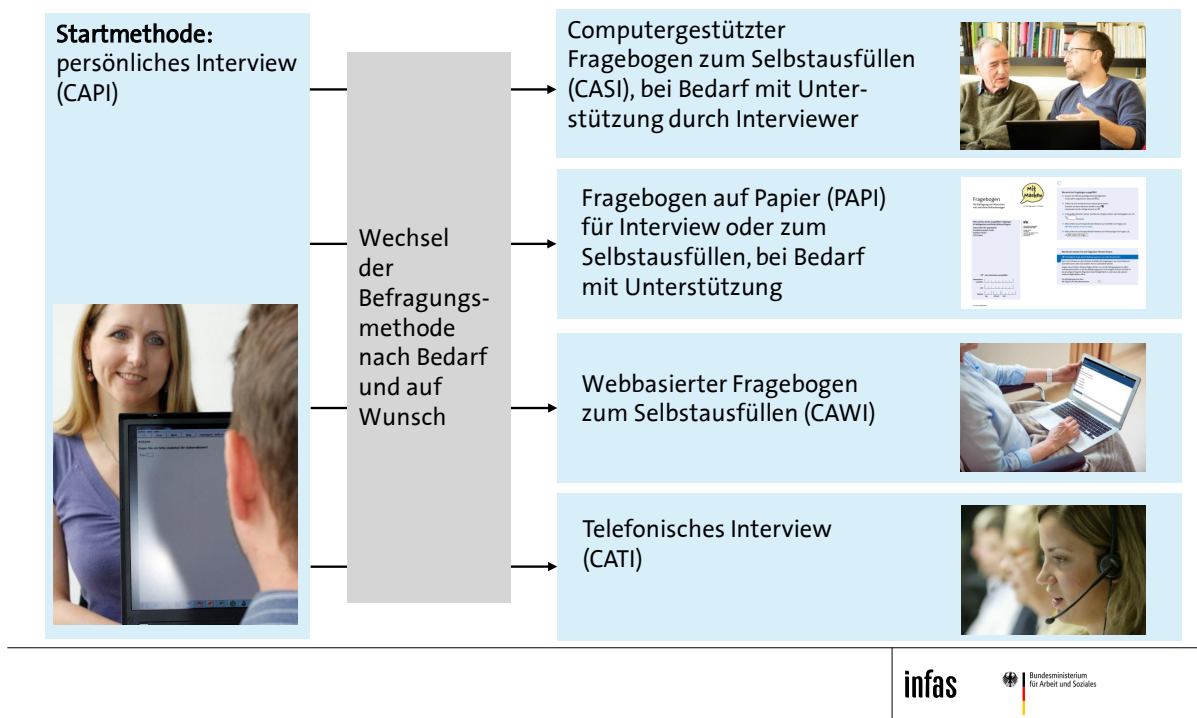 Startmethode:
persönliches Interview
(CAPI)
Wechsel
der
Befragungs-
methode
nach Bedarf
und auf
Wunsch
Computergestützter
Fragebogen zum Selbstausfüllen
(CASI), bei Bedarf mit Unter-
stützung durch Interviewer
Fragebogen auf Papier (PAPI)
für Interview oder zum
Selbstausfüllen, bei Bedarf
mit Unterstützung
Fragebogen
Mit
Machen
Webbasierter Fragebogen
zum Selbstausfüllen (CAWI)
Telefonisches Interview
(CATI)
infas
Bundesministerium
für Arbeit und Soziales